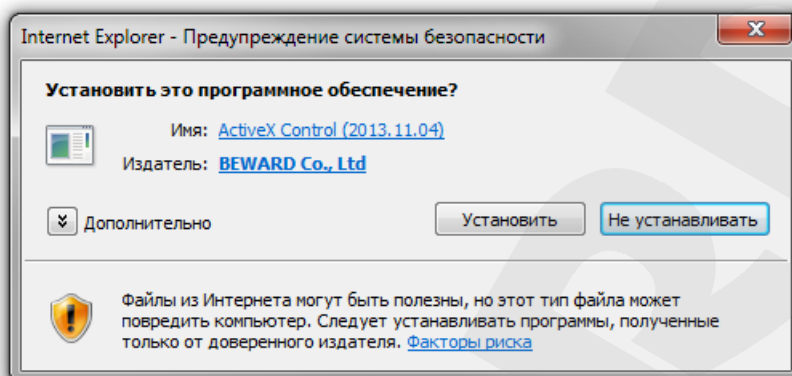 Internet Explorer - Предупреждение системы безопасности
Установить это программное обеспечение?
Имя: ActiveX Control (2013.11.04)
Издатель: BEWARD Co., Ltd
Дополнительно
Установить
Не устанавливать
Файлы из Интернета могут быть полезны, но этот тип файла может
повредить компьютер. Следует устанавливать программы, полученные
только от доверенного издателя. Факторы риска